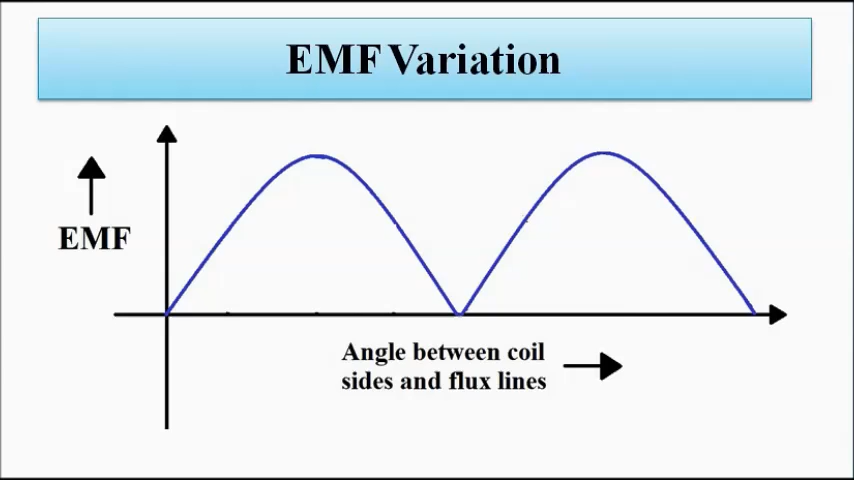 EMF Variation
EMF
Angle between coil
sides and flux lines